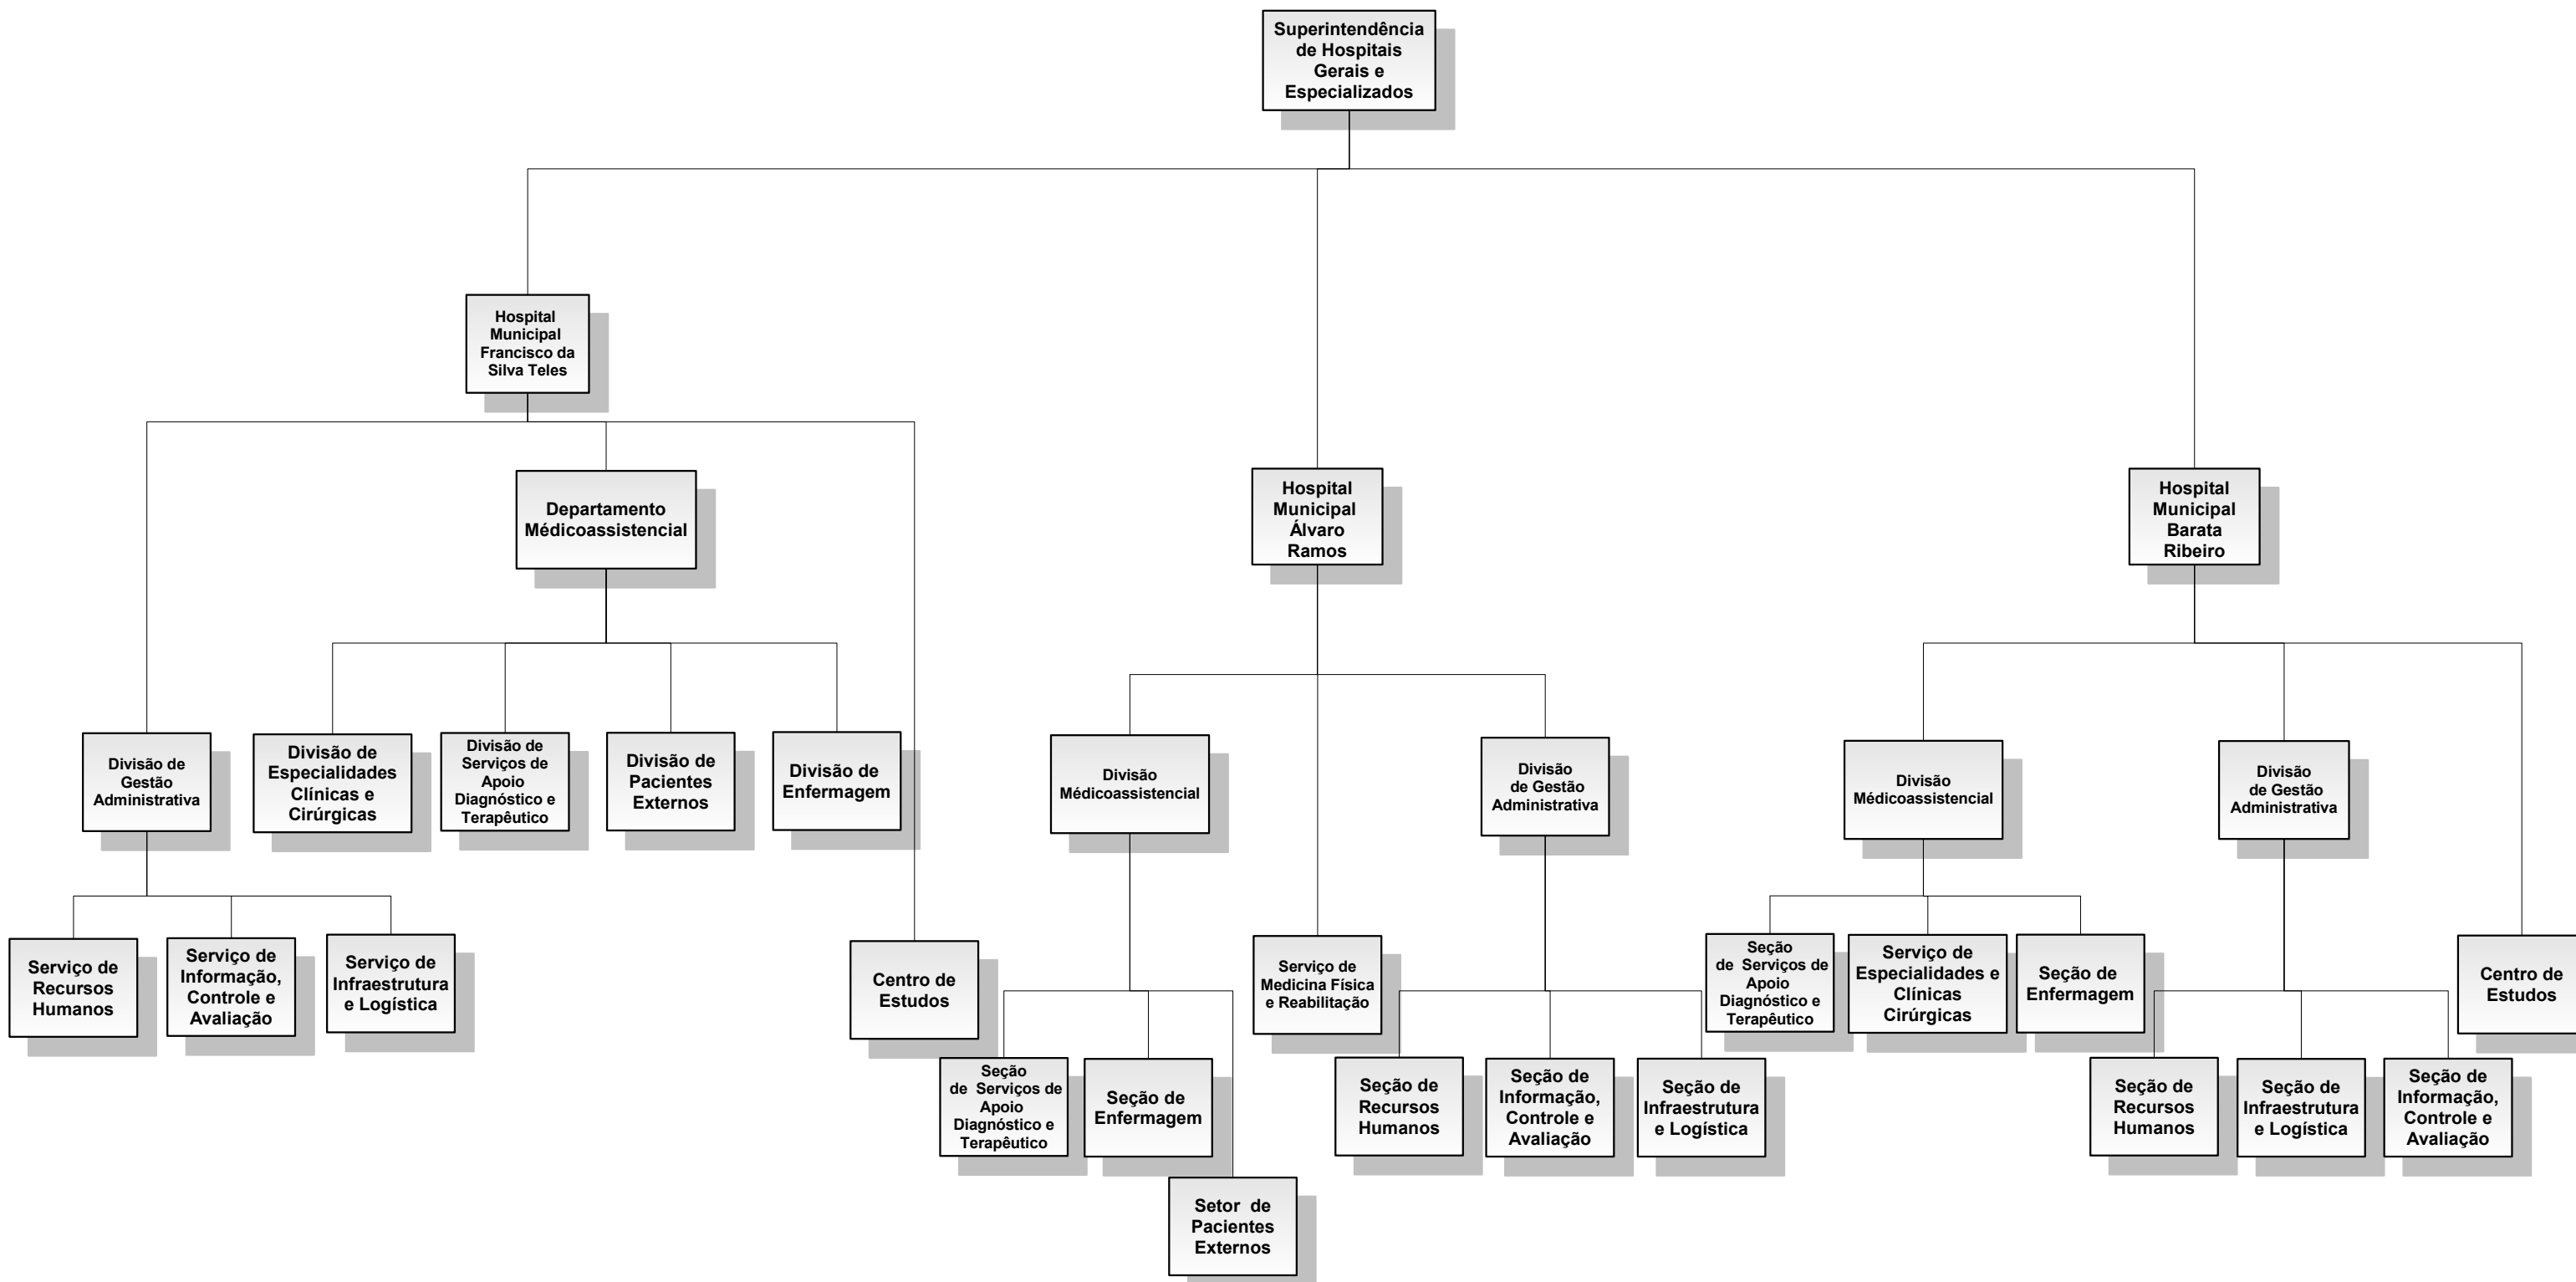 Superintendência
de Hospitais
Gerais e
Especializados
Hospital
Municipal
Francisco da
Silva Teles
Departamento
Médicoassistencial
Hospital
Municipal
Álvaro
Ramos
Hospital
Municipal
Barata
Ribeiro
Divisão de
Gestão
Administrativa
Divisão de
Especialidades
Clínicas e
Cirúrgicas
Divisão de
Serviços de
Apoio
Diagnóstico e
Terapêutico
Divisão de
Pacientes
Externos
Divisão de
Enfermagem
Divisão
Médicoassistencial
Divisão
de Gestão
Administrativa
Divisão
Médicoassistencial
Divisão
de Gestão
Administrativa
Serviço de
Recursos
Humanos
Serviço de
Informação,
Controle e
Avaliação
Serviço de
Infraestrutura
e Logística
Centro de
Estudos
Serviço de
Medicina Física
e Reabilitação
Seção
de Serviços de
Apoio
Diagnóstico e
Terapêutico
Serviço de
Especialidades e
Clínicas
Cirúrgicas
Seção de
Enfermagem
Centro de
Estudos
Seção
de Serviços de
Apoio
Diagnóstico e
Terapêutico
Seção de
Enfermagem
Seção de
Recursos
Humanos
Seção de
Informação,
Controle e
Avaliação
Seção de
Infraestrutura
e Logística
Seção de
Recursos
Humanos
Seção de
Infraestrutura
e Logística
Seção de
Informação,
Controle e
Avaliação
Setor de
Pacientes
Externos